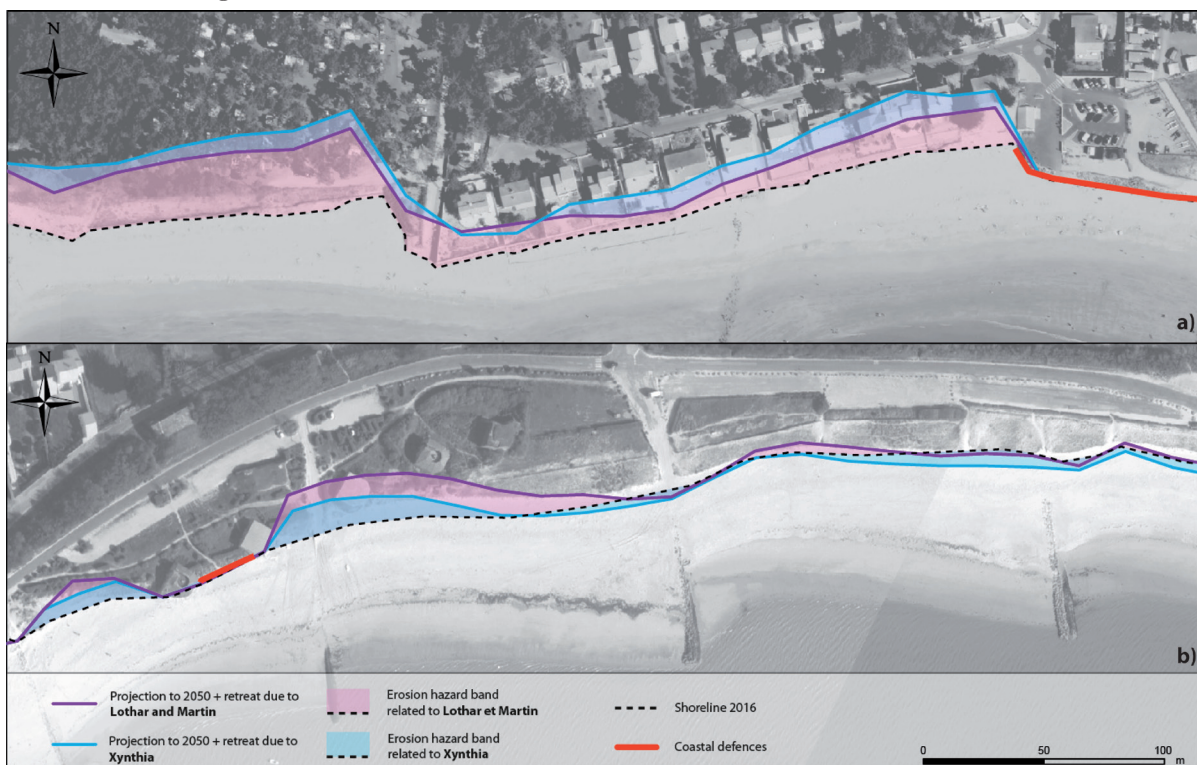 N
a)
N
b)
Projection to 2050 + retreat due to
Lothar and Martin
Erosion hazard band
related to Lothar et Martin
Shoreline 2016
Projection to 2050 + retreat due to
Xynthia
Erosion hazard band
related to Xynthia
Coastal defences
0 50 100
m